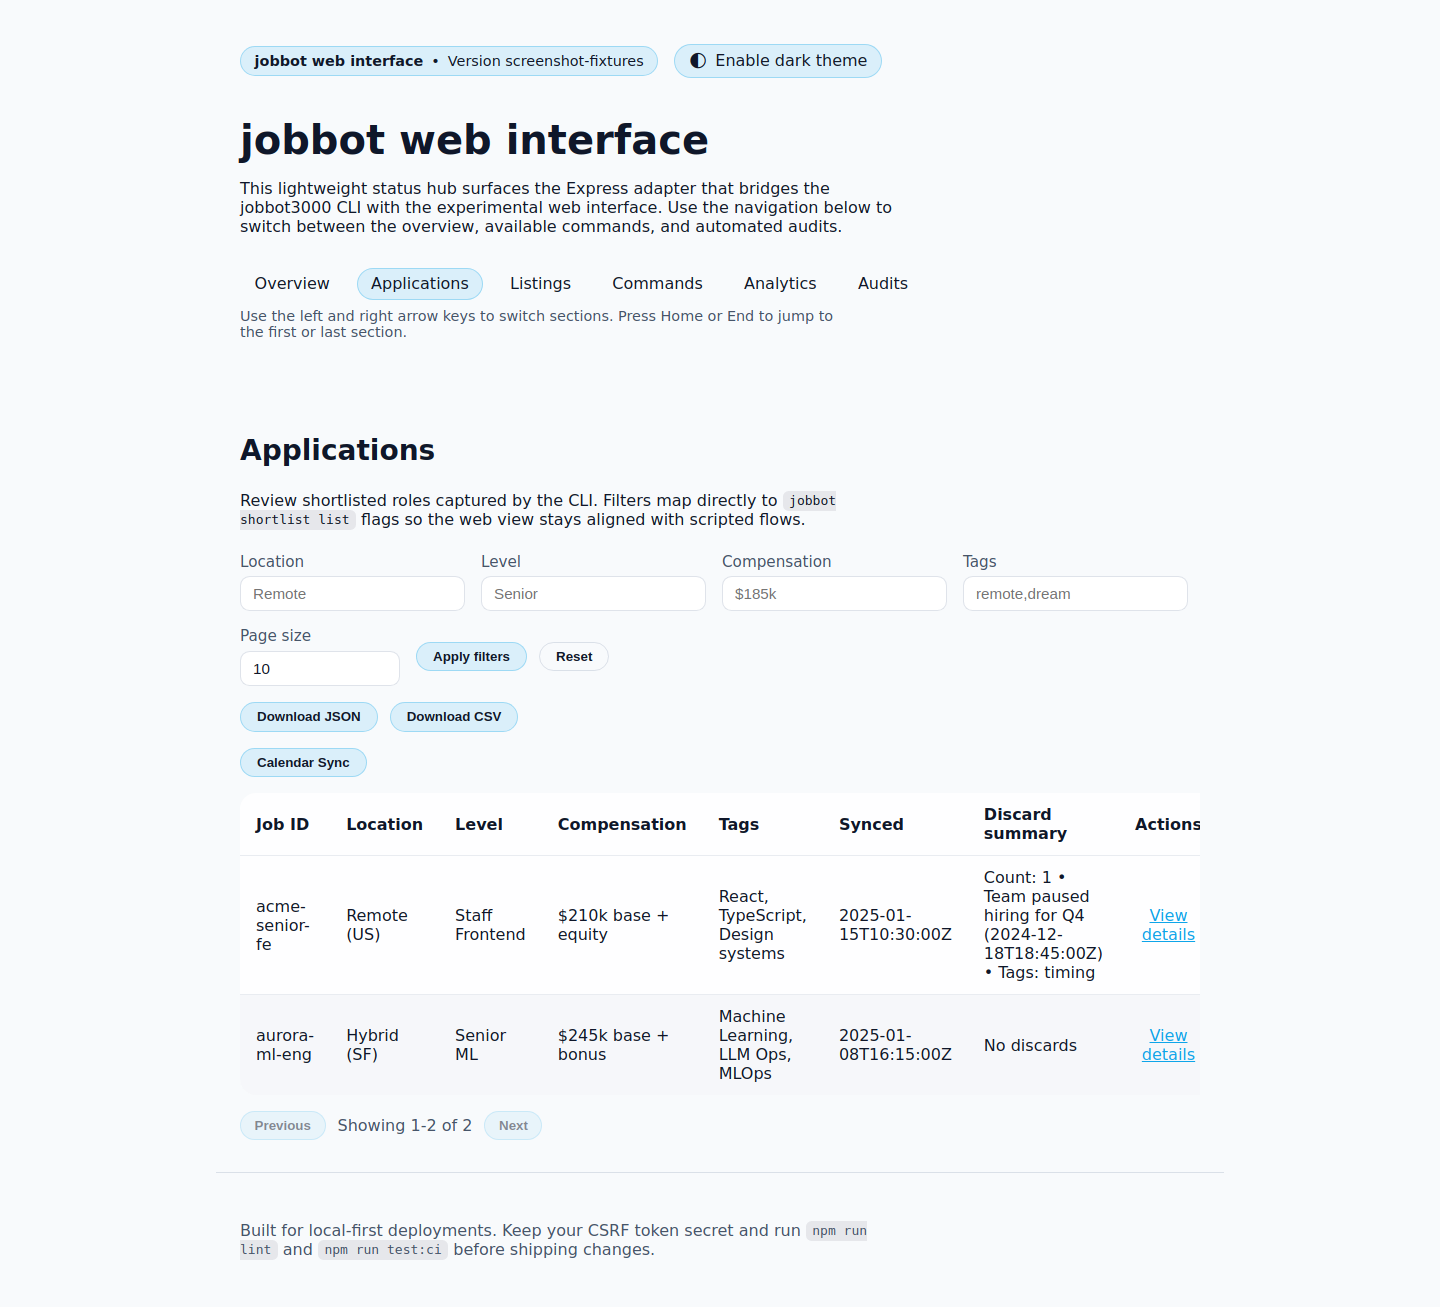 jobbot web interface • Version screenshot-fixtures
Enable dark theme
jobbot web interface
This lightweight status hub surfaces the Express adapter that bridges the
jobbot3000 CLI with the experimental web interface. Use the navigation below to
switch between the overview, available commands, and automated audits.
Overview Applications Listings Commands Analytics Audits
Use the left and right arrow keys to switch sections. Press Home or End to jump to
the first or last section.
Applications
Review shortlisted roles captured by the CLI. Filters map directly to jobbot
shortlist list flags so the web view stays aligned with scripted flows.
Location Level Compensation Tags
Remote Senior $185k remote,dream
Page size
10
Apply filters Reset
Download JSON Download CSV
Calendar Sync
Job ID Location Level Compensation Tags Synced Discard
summary Actions
acme-
senior-
fe
Remote
(US)
Staff
Frontend
$210k base +
equity
React,
TypeScript,
Design
systems
2025-01-
15T10:30:00Z
Count: 1 •
Team paused
hiring for Q4
(2024-12-
18T18:45:00Z)
• Tags: timing
View
details
aurora-
ml-eng
Hybrid
(SF)
Senior
ML
$245k base +
bonus
Machine
Learning,
LLM Ops,
MLOps
2025-01-
08T16:15:00Z
No discards
View
details
Previous Showing 1-2 of 2 Next
Built for local-first deployments. Keep your CSRF token secret and run npm run
lint and npm run test:ci before shipping changes.